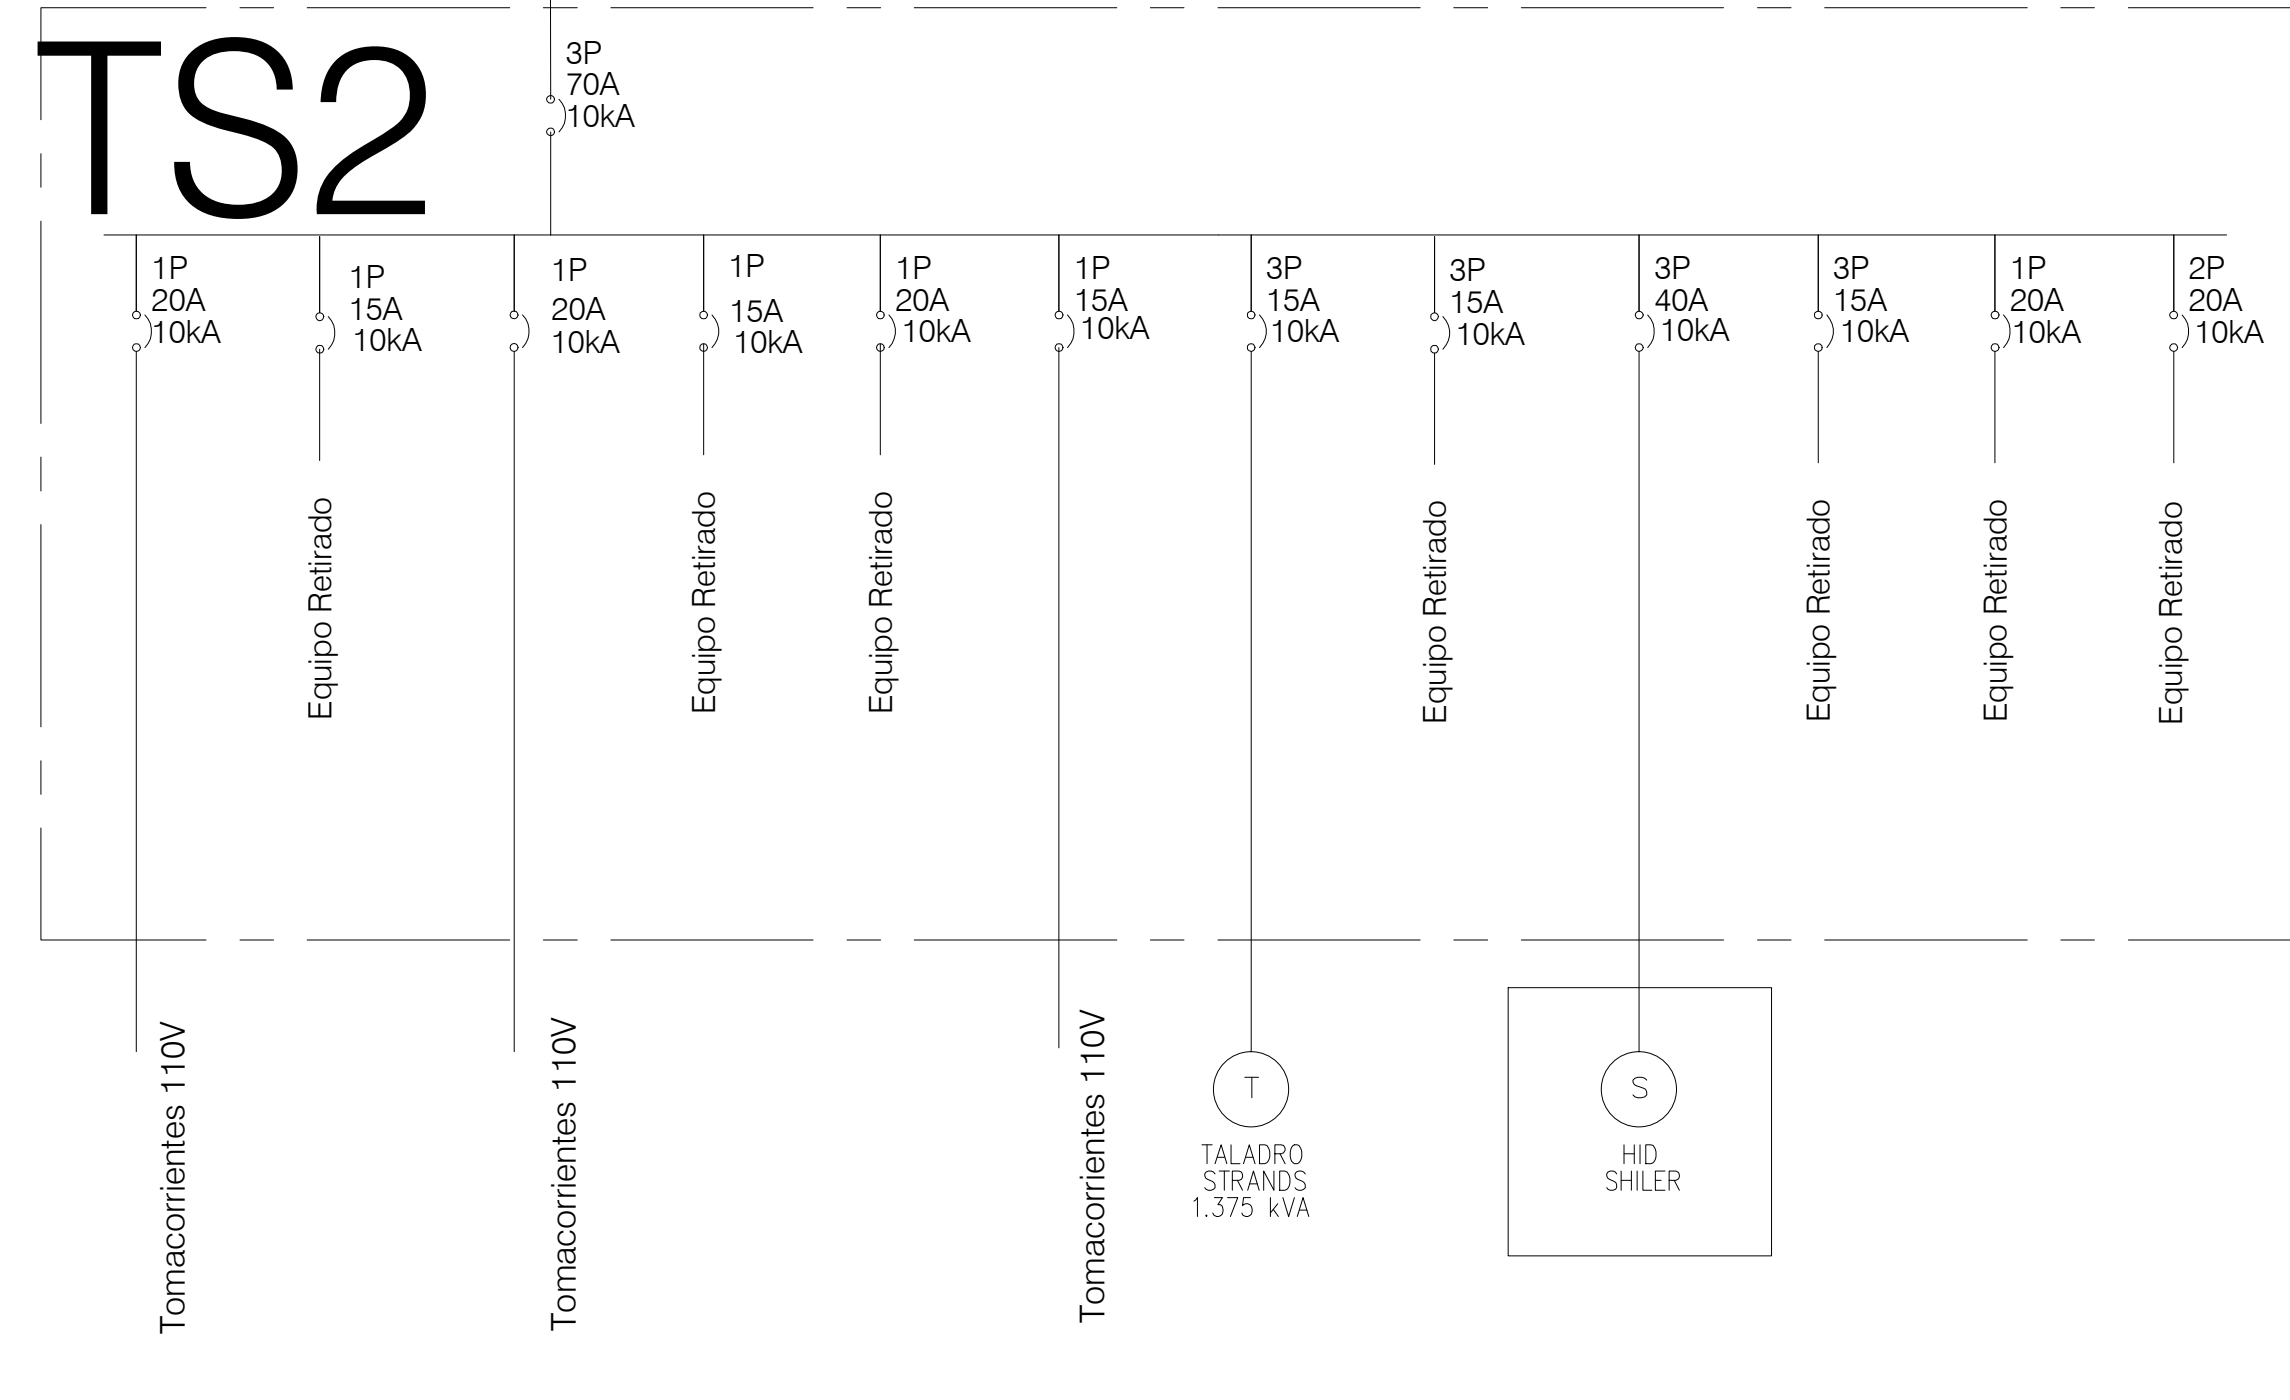 TS2
3P
70A
10kA
1P
20A
10kA
1P
15A
10kA
1P
20A
10kA
1P
15A
10kA
1P
20A
10kA
1P
15A
10kA
3P
15A
10kA
3P
15A
10kA
3P
40A
10kA
3P
15A
10kA
1P
20A
10kA
2P
20A
10kA
Equipo Retirado
Equipo Retirado
Equipo Retirado
Equipo Retirado
Equipo Retirado
Equipo Retirado
Equipo Retirado
Tomacorrientes 110V
Tomacorrientes 110V
Tomacorrientes 110V
T
TALADRO
STRANDS
1.375 kVA
S
HID
SHILER